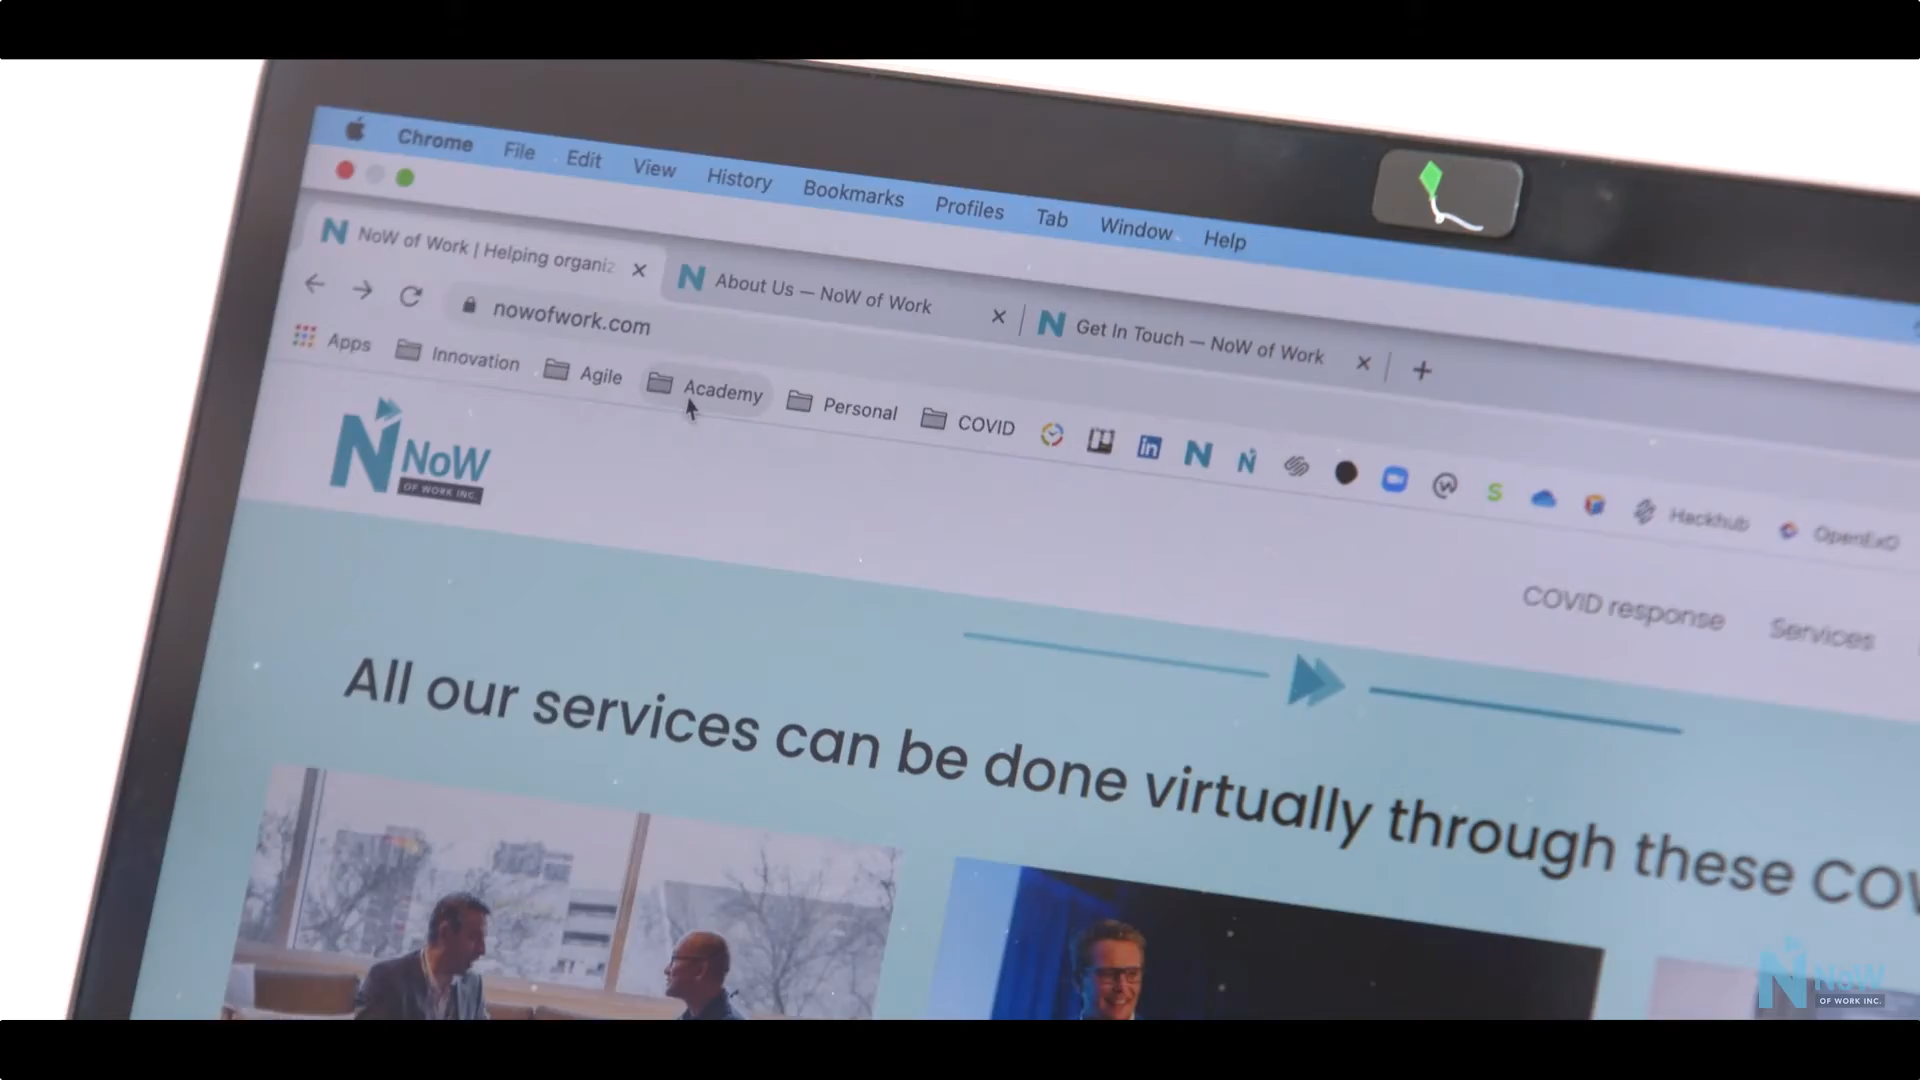 Chrome File Edit View History Bookmarks Profiles Tab Window Help
NoW of Work | Helping organiz
About Us — NoW of Work
Get In Touch — NoW of Work
nowofwork.com
Apps Innovation Agile Academy Personal COVID Hackhub OpenExO
NoW
OF WORK INC.
COVID response Services
All our services can be done virtually through these COV
NoW
OF WORK INC.